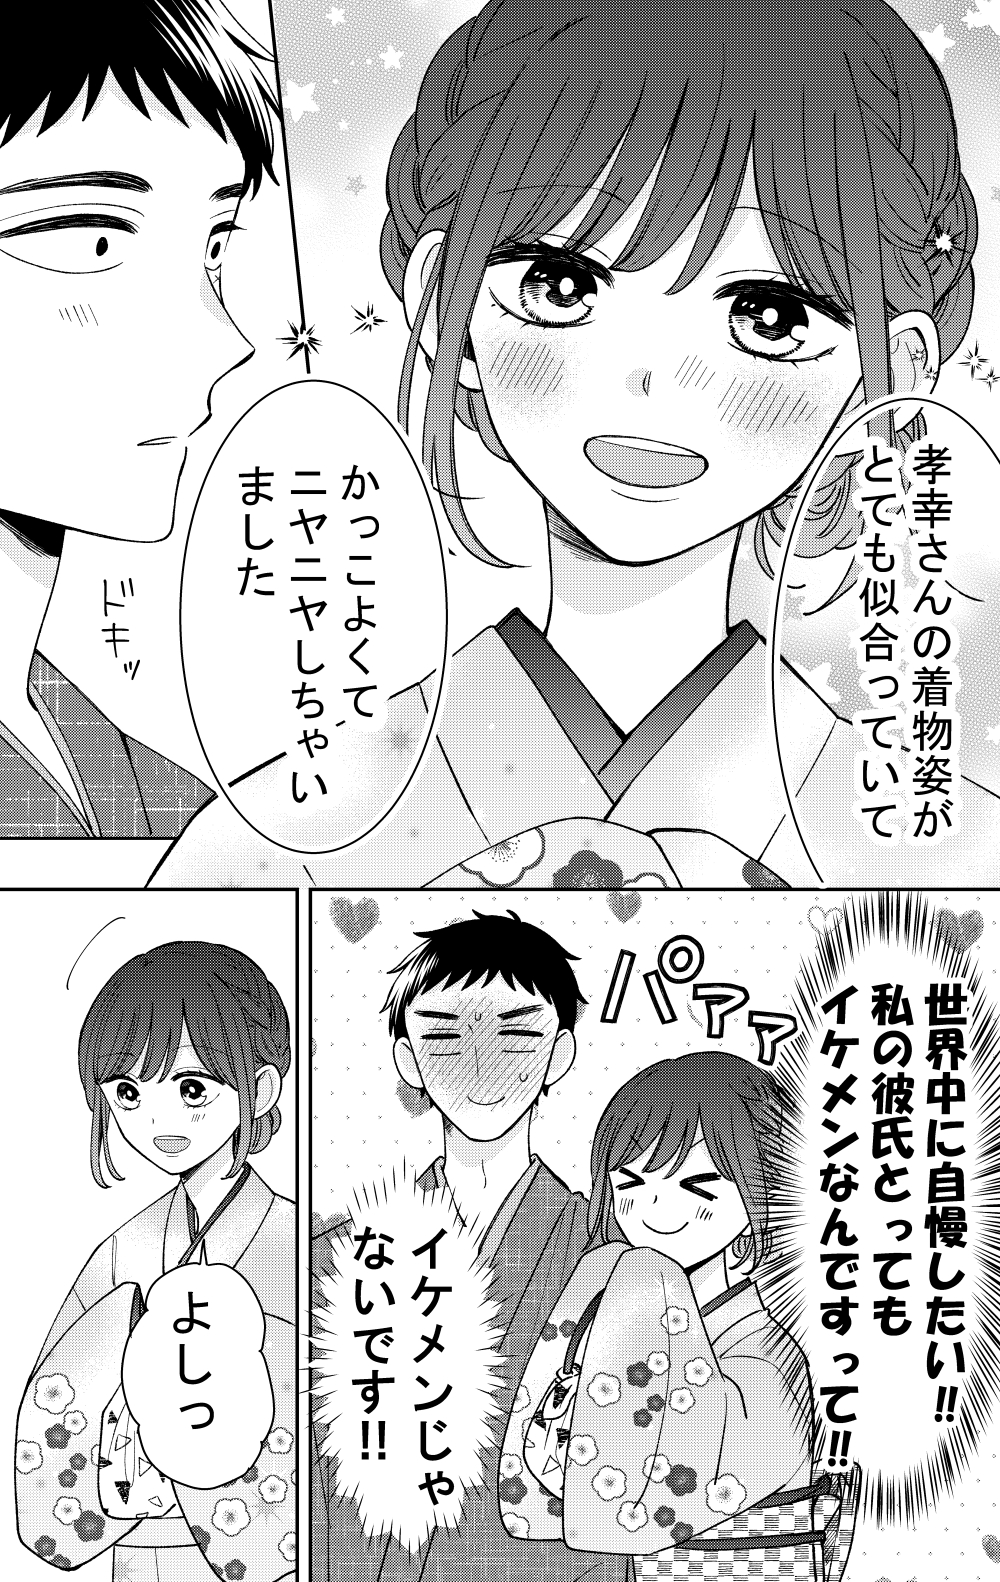 孝幸さんの着物姿が
とても似合っていて
かっこよくて
ニヤニヤしちゃい
ました
ドキッ
世界中に自慢したい!!
私の彼氏とっても
イケメンなんですって!!
パアァァ
イケメンじゃ
ないです!!
よしっ